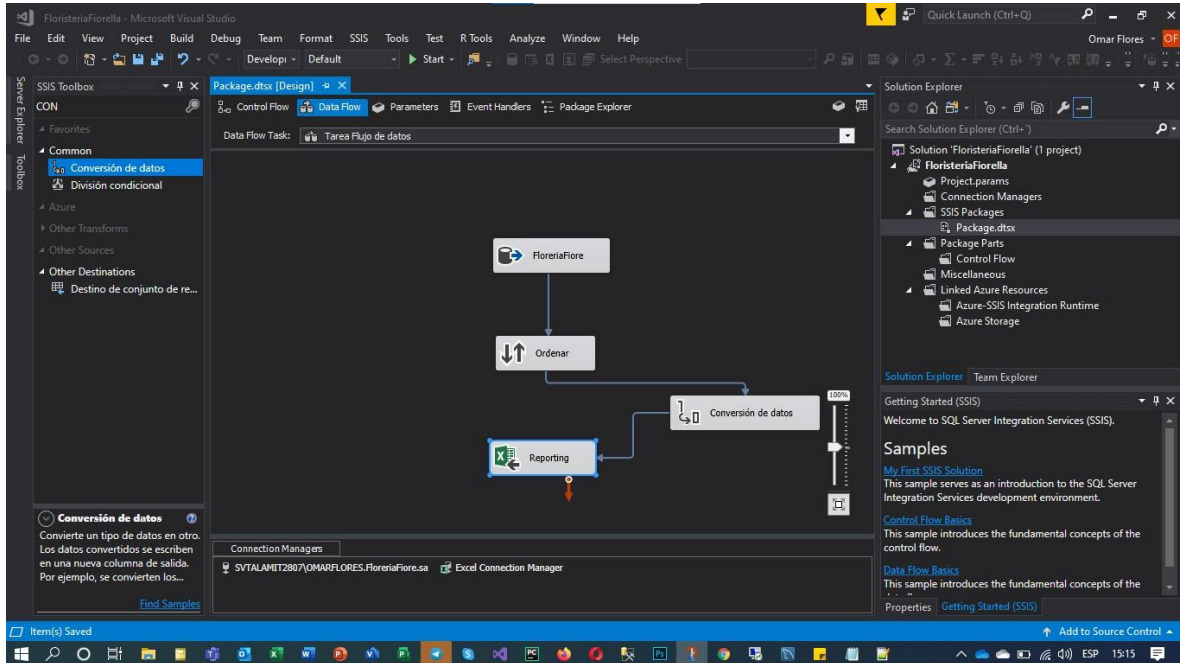 FloristeriaFiorella - Microsoft Visual Studio
Quick Launch (Ctrl+Q)
File Edit View Project Build Debug Team Format SSIS Tools Test R Tools Analyze Window Help
Omar Flores OF
Developi Default Start Select Perspective
Server Explorer
Toolbox
SSIS Toolbox
CON
Favorites
Common
Conversión de datos
División condicional
Azure
Other Transforms
Other Sources
Other Destinations
Destino de conjunto de re...
Conversión de datos
Convierte un tipo de datos en otro.
Los datos convertidos se escriben
en una nueva columna de salida.
Por ejemplo, se convierten los...
Find Samples
Package.dtsx [Design]
Control Flow Data Flow Parameters Event Handlers Package Explorer
Data Flow Task: Tarea Flujo de datos
FloreriaFiore
Ordenar
Conversión de datos
Reporting
100%
Connection Managers
SVTALAMIT2807\OMARFLORES.FloreriaFiore.sa Excel Connection Manager
Solution Explorer
Search Solution Explorer (Ctrl+¨)
Solution 'FloristeriaFiorella' (1 project)
FloristeriaFiorella
Project.params
Connection Managers
SSIS Packages
Package.dtsx
Package Parts
Control Flow
Miscellaneous
Linked Azure Resources
Azure-SSIS Integration Runtime
Azure Storage
Solution Explorer Team Explorer
Getting Started (SSIS)
Welcome to SQL Server Integration Services (SSIS).
Samples
My First SSIS Solution
This sample serves as an introduction to the SQL Server
Integration Services development environment.
Control Flow Basics
This sample introduces the fundamental concepts of the
control flow.
Data Flow Basics
This sample introduces the fundamental concepts of the
Properties Getting Started (SSIS)
Item(s) Saved
Add to Source Control
ESP 15:15